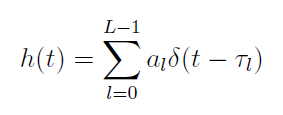 h(t) = \sum_{l=0}^{L-1} a_l \delta(t - \tau_l)